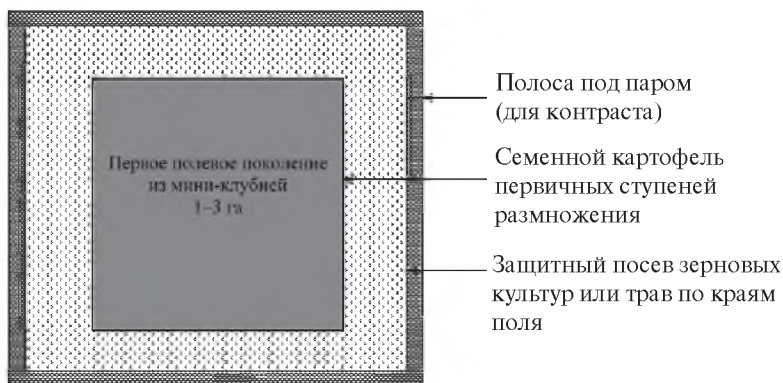 Полоса под паром
(для контраста)
Первое полевое поколение
из мини-клубней
1–3 га
Семенной картофель
первичных ступеней
размножения
Защитный посев зерновых
культур или трав по краям
поля